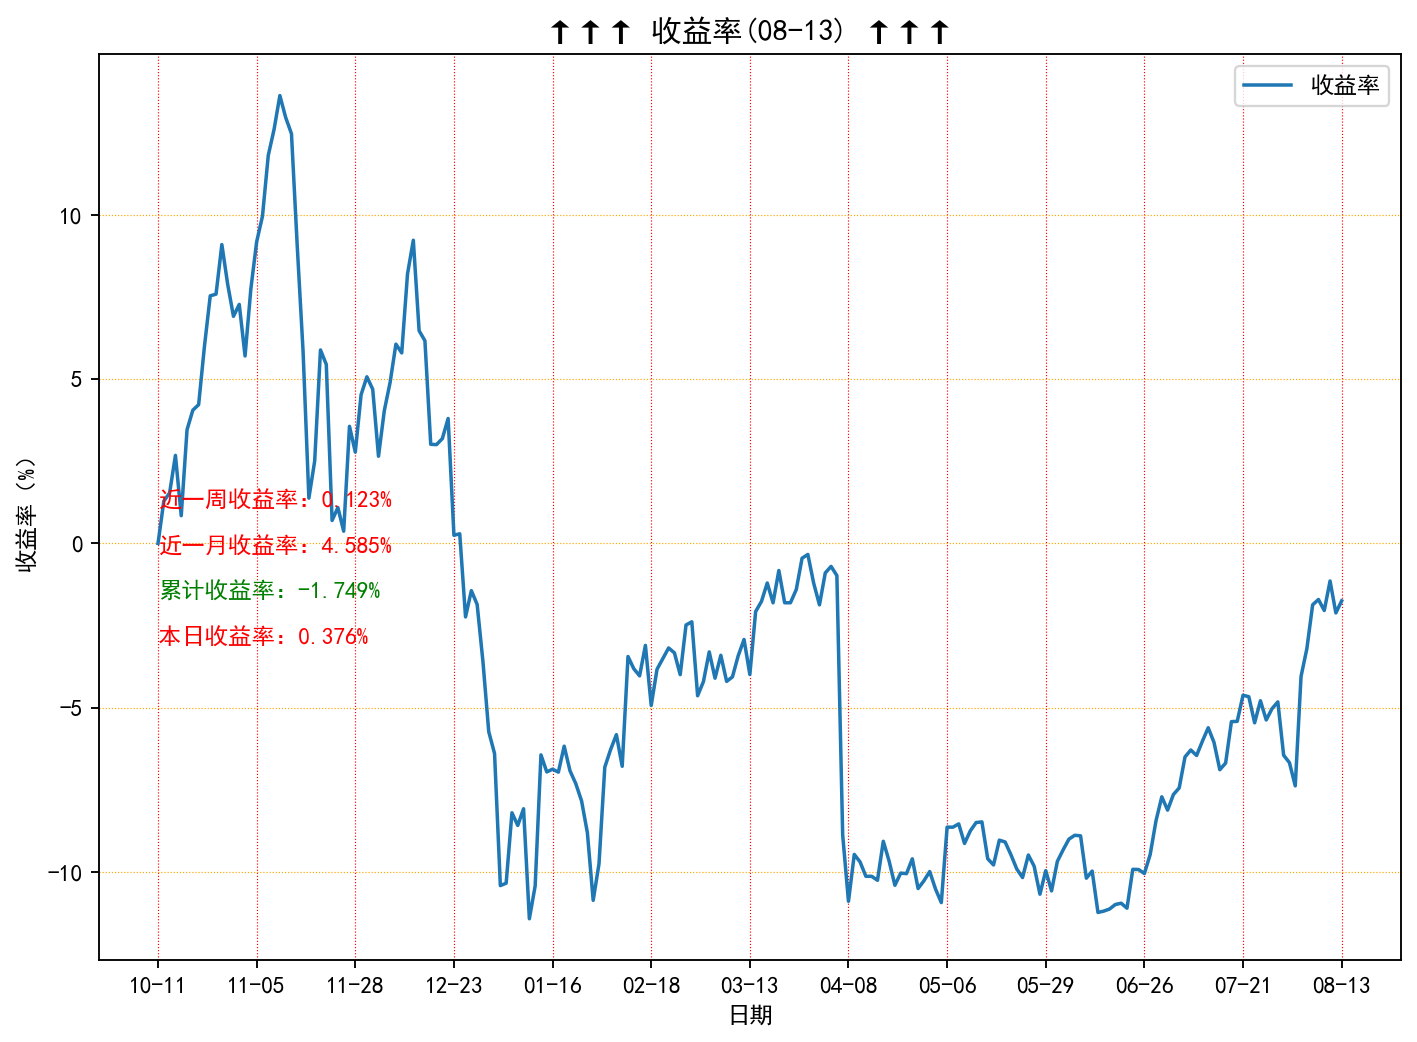 ↑ ↑ ↑ 收益率(08-13) ↑ ↑ ↑
收益率
收益率 (%)
10
5
0
-5
-10
近一周收益率: 0.123%
近一月收益率: 4.585%
累计收益率: -1.749%
本日收益率: 0.376%
10-11 11-05 11-28 12-23 01-16 02-18 03-13 04-08 05-06 05-29 06-26 07-21 08-13
日期